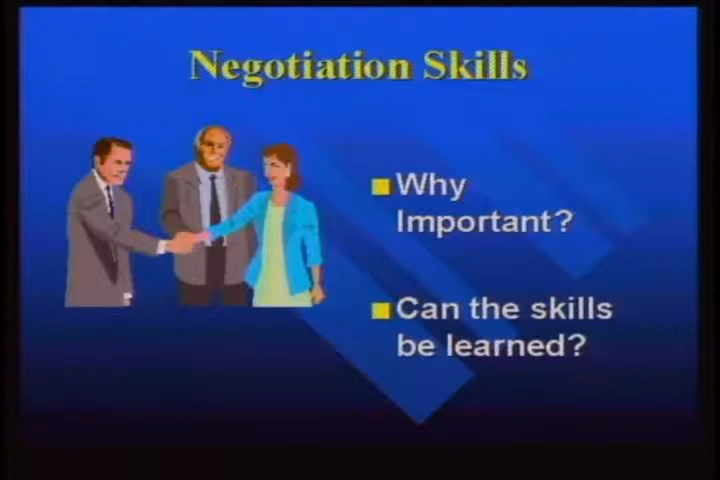 Negotiation Skills
Why
Important?
Can the skills
be learned?